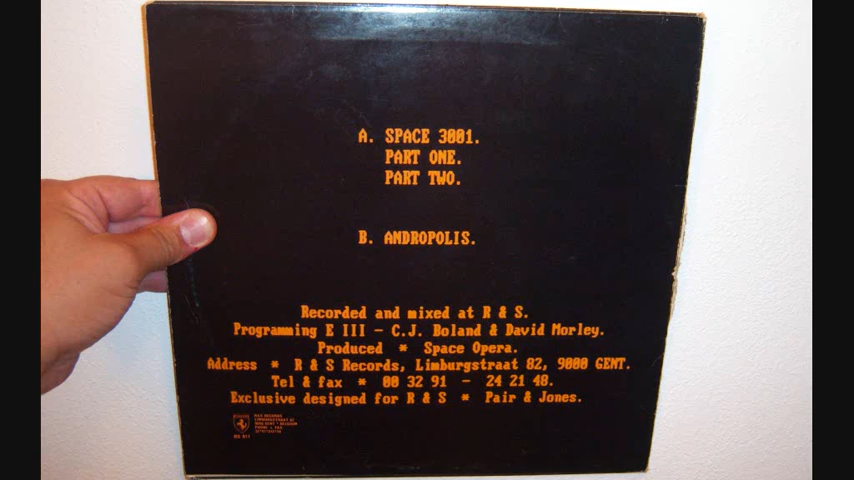 A. SPACE 3001.
PART ONE.
PART TWO.
B. ANDROPOLIS.
Recorded and mixed at R & S.
Programming E III - C.J. Boland & David Morley.
Produced * Space Opera.
Address * R & S Records, Limburgstraat 82, 9000 GENT.
Tel & fax * 00 32 91 - 24 21 48.
Exclusive designed for R & S * Pair & Jones.
R&S RECORDS